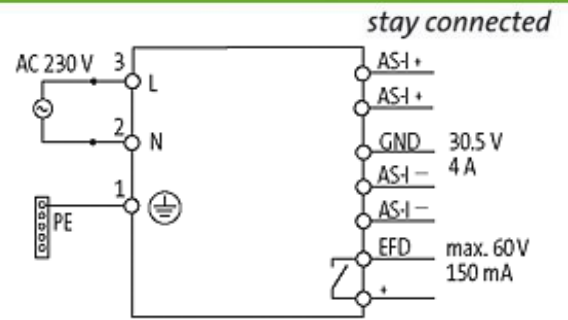 stay connected
AC 230 V
3
L
2
N
1
PE
AS-I +
AS-I +
GND
30.5 V
4 A
AS-I −
AS-I −
EFD
max. 60 V
150 mA
+